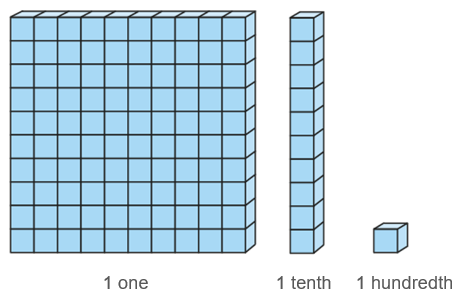 1 one 1 tenth 1 hundredth